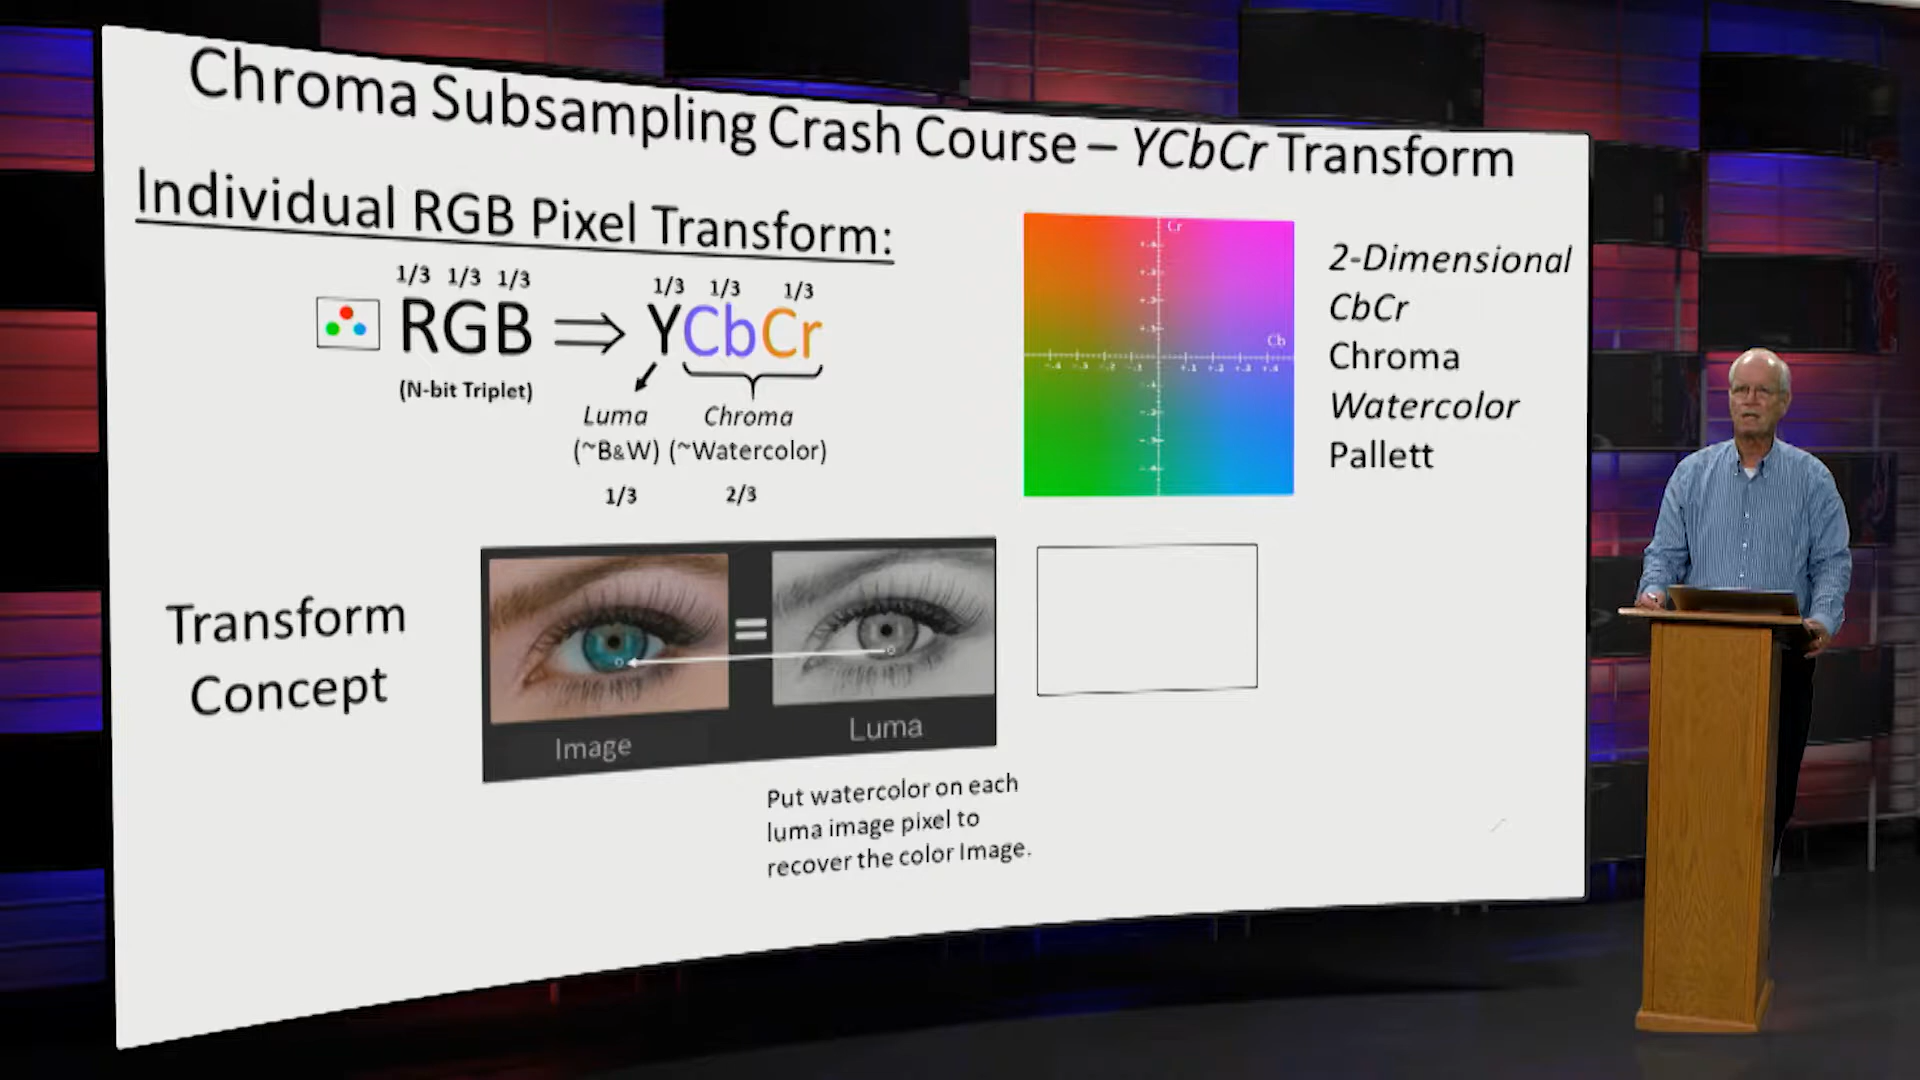 Chroma Subsampling Crash Course – YCbCr Transform
Individual RGB Pixel Transform:
1/3 1/3 1/3
1/3 1/3 1/3
RGB ⇒ YCbCr
(N-bit Triplet)
Luma
Chroma
(~B&W) (~Watercolor)
1/3
2/3
Cr
Cb
2-Dimensional
CbCr
Chroma
Watercolor
Pallett
Transform
Concept
=
Image
Luma
Put watercolor on each
luma image pixel to
recover the color Image.